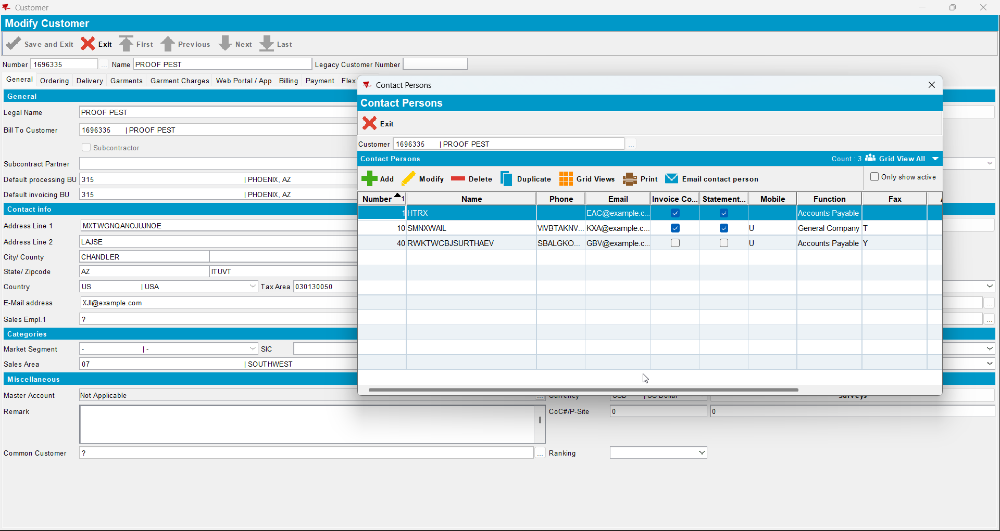 Customer
Modify Customer
Save and Exit Exit First Previous Next Last
Number 1696335 ... Name PROOF PEST Legacy Customer Number
General Ordering Delivery Garments Garment Charges Web Portal / App Billing Payment Flex
General
Legal Name PROOF PEST
Bill To Customer 1696335 | PROOF PEST
Subcontractor
Subcontract Partner
Default processing BU 315 | PHOENIX, AZ
Default invoicing BU 315 | PHOENIX, AZ
Contact info
Address Line 1 MXTWGNQANOJUJNOE
Address Line 2 LAJSE
City/ County CHANDLER
State/ Zipcode AZ ITUVT
Country US | USA Tax Area 030130050
E-Mail address XJI@example.com ...
Sales Empl.1 ? ...
Categories
Market Segment - | - SIC
Sales Area 07 | SOUTHWEST
Miscellaneous
Master Account Not Applicable ... Currency USD | US Dollar Surveys
Remark CoC#/P-Site 0 0
Common Customer ? ... Ranking
Contact Persons
Contact Persons
Exit
Customer 1696335 | PROOF PEST ...
Contact Persons Count : 3 Grid View All
Add Modify Delete Duplicate Grid Views Print Email contact person Only show active
Number 1 Name Phone Email Invoice Co... Statement... Mobile Function Fax
1 HTRX EAC@example.c... Accounts Payable
10 SMNXWAIL VIVBTAKNV... KXA@example.c... U General Company T
40 RWKTWCBJSURTHAEV SBALGKO... GBV@example.c... U Accounts Payable Y